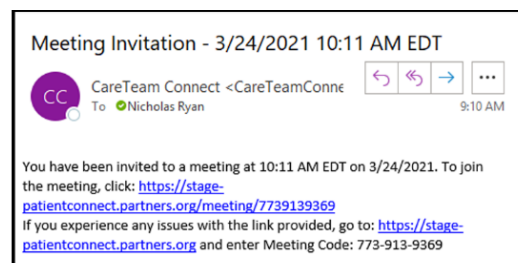 Meeting Invitation - 3/24/2021 10:11 AM EDT
CC
CareTeam Connect <CareTeamConne
To Nicholas Ryan
9:10 AM
You have been invited to a meeting at 10:11 AM EDT on 3/24/2021. To join
the meeting, click: https://stage-
patientconnect.partners.org/meeting/7739139369
If you experience any issues with the link provided, go to: https://stage-
patientconnect.partners.org and enter Meeting Code: 773-913-9369